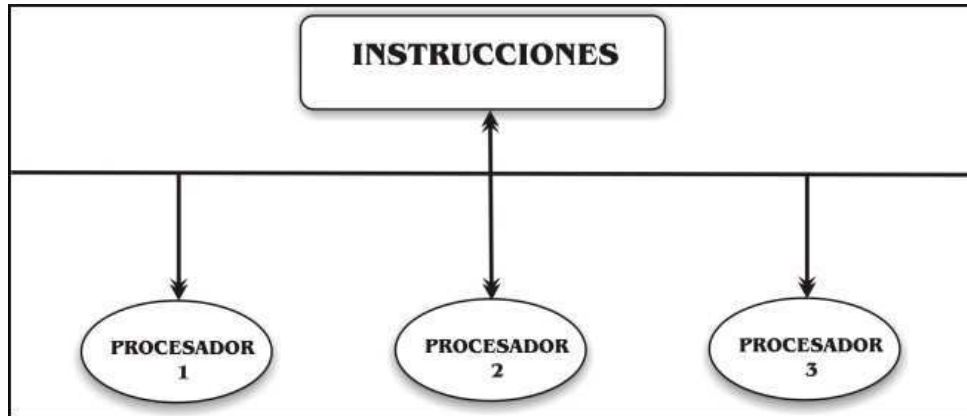 INSTRUCCIONES
PROCESADOR
1
PROCESADOR
2
PROCESADOR
3